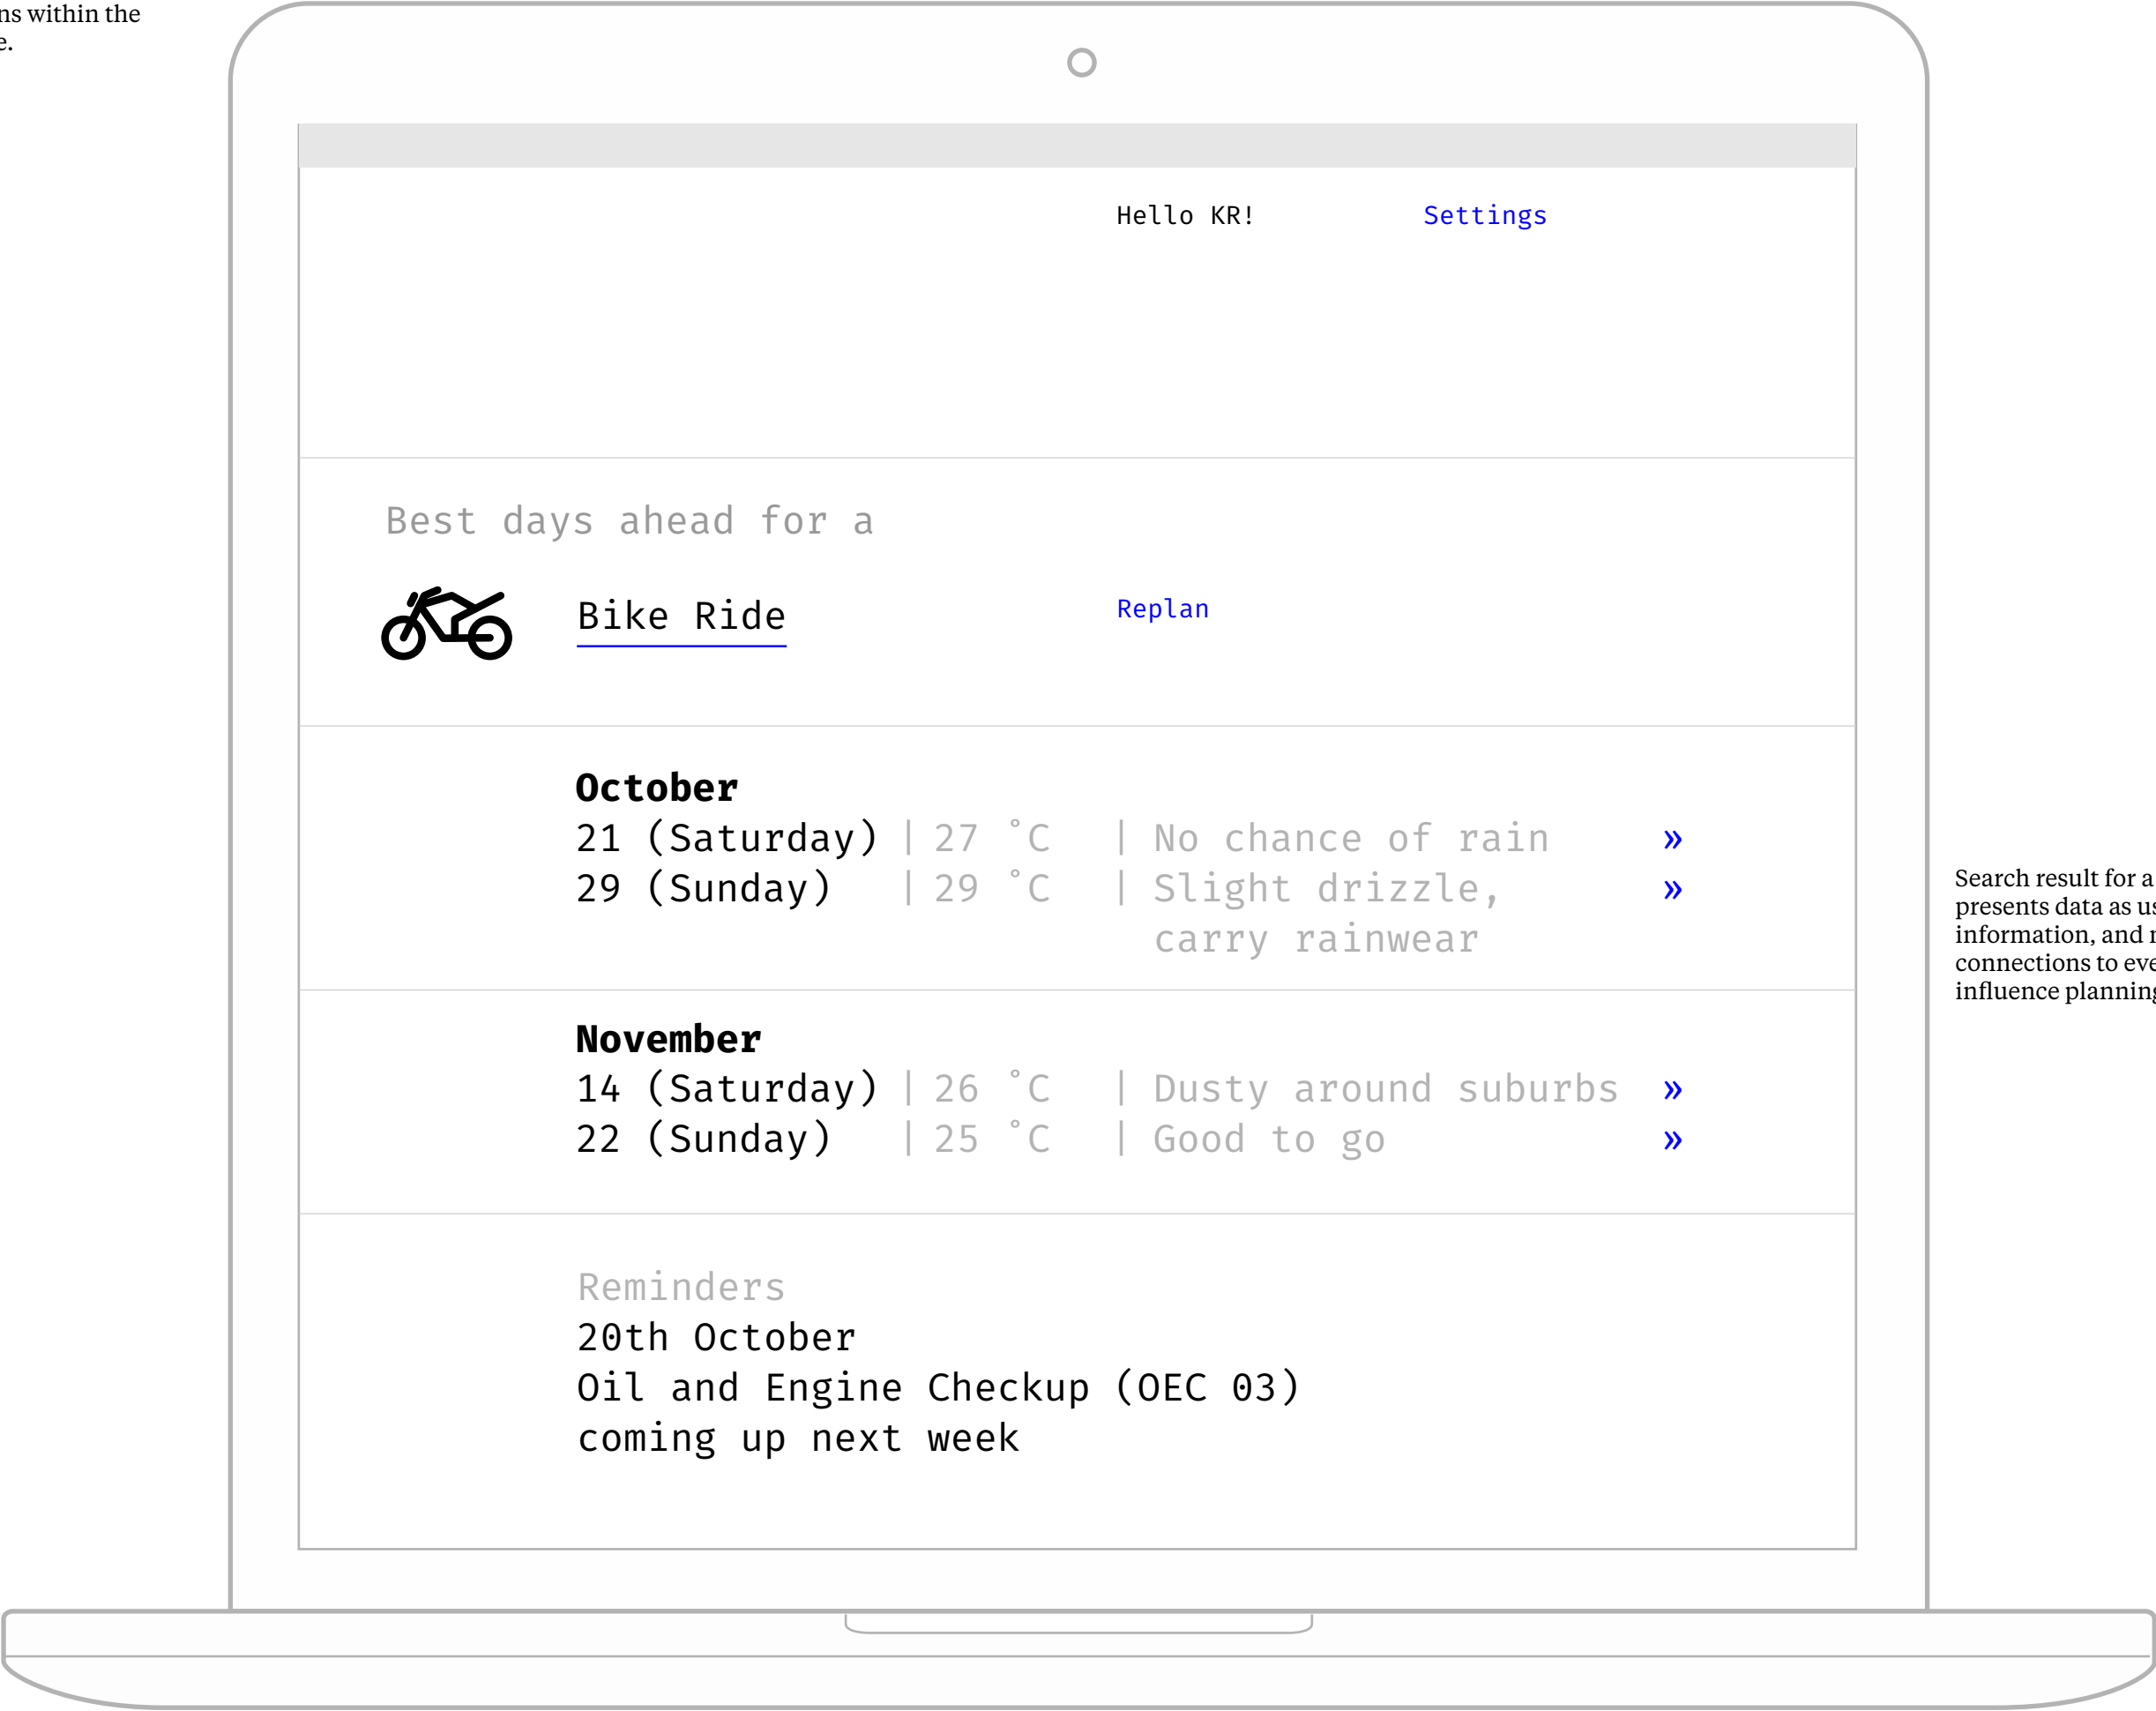 ns within the
e.
Hello KR! Settings
Best days ahead for a
Bike Ride Replan
October
21 (Saturday) | 27 °C | No chance of rain »
29 (Sunday) | 29 °C | Slight drizzle, »
carry rainwear
November
14 (Saturday) | 26 °C | Dusty around suburbs »
22 (Sunday) | 25 °C | Good to go »
Reminders
20th October
Oil and Engine Checkup (OEC 03)
coming up next week
Search result for a
presents data as us
information, and
connections to eve
influence planning